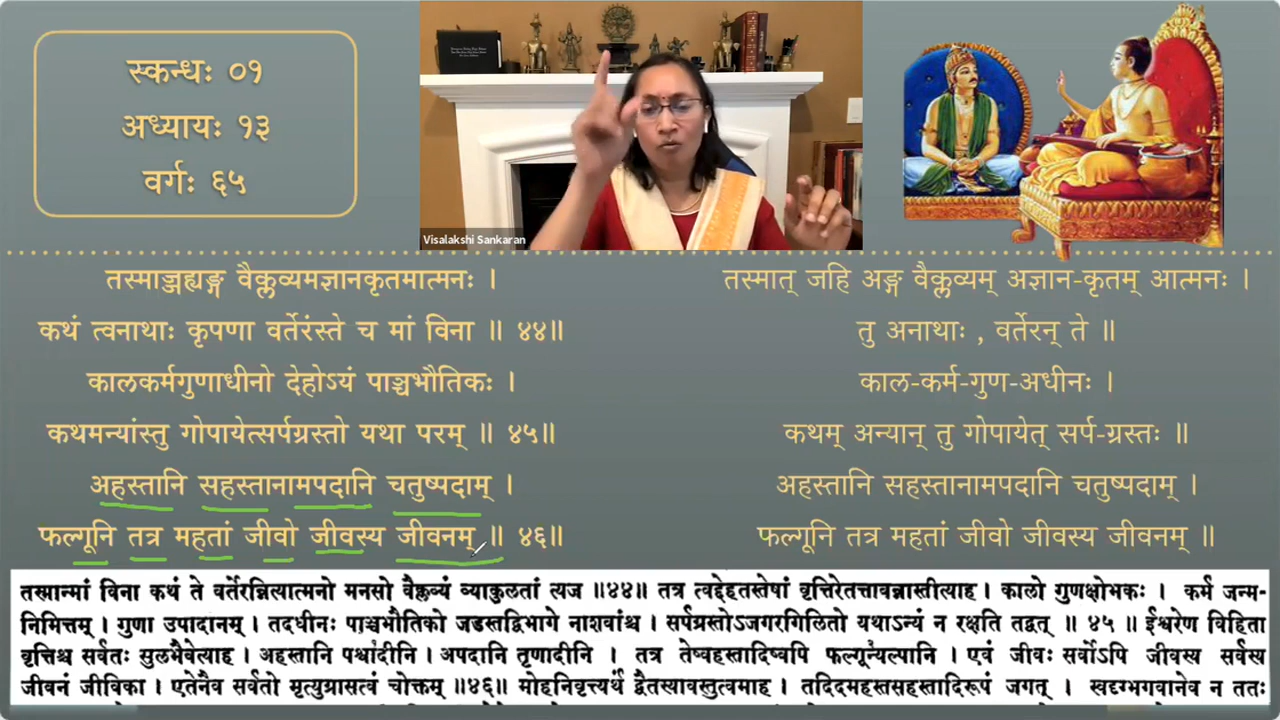 स्कन्धः ०१
अध्यायः १३
वर्गः ६५
Visalakshi Sankaran
तस्माज्जह्यङ्ग वैक्लव्यमज्ञानकृतमात्मनः ।
कथं त्वनाथाः कृपणा वर्तेरंस्ते च मां विना ॥ ४४॥
कालकर्मगुणाधीनो देहोऽयं पाञ्चभौतिकः ।
कथमन्यांस्तु गोपायेत्सर्पग्रस्तो यथा परम् ॥ ४५॥
अहस्तानि सहस्तानामपदानि चतुष्पदाम् ।
फल्गूनि तत्र महतां जीवो जीवस्य जीवनम् ॥ ४६॥
तस्मात् जहि अङ्ग वैक्लव्यम् अज्ञान-कृतम् आत्मनः ।
तु अनाथाः , वर्तेरन् ते ॥
काल-कर्म-गुण-अधीनः ।
कथम् अन्यान् तु गोपायेत् सर्प-ग्रस्तः ॥
अहस्तानि सहस्तानामपदानि चतुष्पदाम् ।
फल्गूनि तत्र महतां जीवो जीवस्य जीवनम् ॥
तस्मान्मां विना कथं ते वर्तेरन्नित्यात्मनो मनसो वैक्लव्यं व्याकुलतां त्यज ॥४४॥ तत्र त्वद्देहतस्तेषां वृत्तिरेतत्तावन्नास्तीत्याह । कालो गुणक्षोभकः । कर्म जन्म-
निमित्तम् । गुणा उपादानम् । तदधीनः पाञ्चभौतिको जडस्तद्विभागे नाशवांश्च । सर्पग्रस्तोऽजगरगिलितो यथाऽन्यं न रक्षति तद्वत् ॥ ४५ ॥ ईश्वरेण विहिता
वृत्तिश्च सर्वतः सुलभैवेत्याह । अहस्तानि पश्वादीनि । अपदानि तृणादीनि । तत्र तेष्वहस्तादिष्वपि फल्गून्यल्पानि । एवं जीवः सर्वोऽपि जीवस्य सर्वस्य
जीवनं जीविका । एतेनैव सर्वतो मृत्युग्रासत्वं चोक्तम् ॥४६॥ मोहनिवृत्त्यर्थं द्वैतस्यावस्तुत्वमाह । तदिदमहस्तसहस्तादिरूपं जगत् । स्वदृग्भगवानेव न ततः